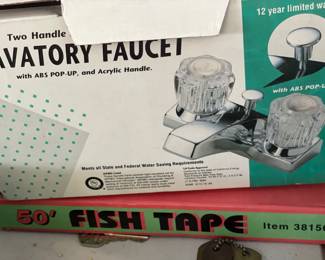 Two Handle
AVATORY FAUCET
with ABS POP-UP, and Acrylic Handle.
12 year limited wa
with ABS POP-U
Meets all State and Federal Water Saving Requirements
50' FISH TAPE
Item 38156